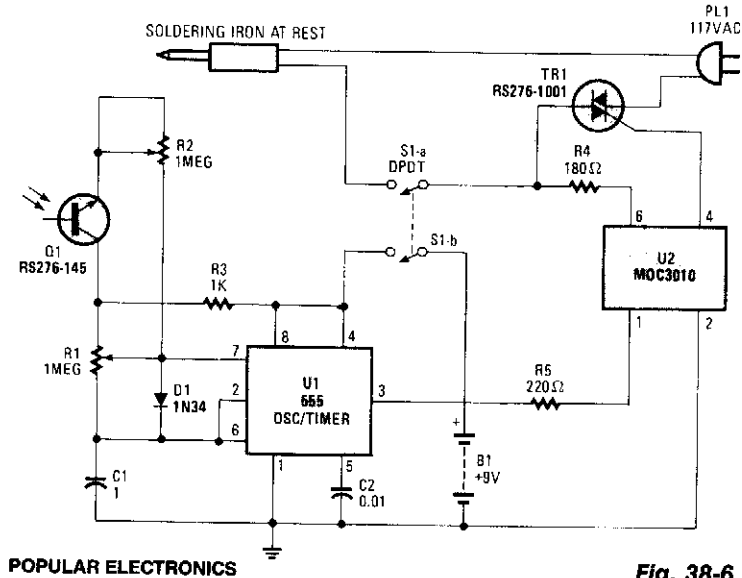 PL1
117VAC
SOLDERING IRON AT REST
TR1
RS276-1001
R2
1MEG
S1-a
DPDT
R4
180Ω
6
4
Q1
RS276-145
S1-b
U2
MOC3010
R3
1K
1
2
8
4
R1
1MEG
7
D1
1N34
2
U1
555
OSC/TIMER
3
R5
220Ω
6
+
B1
+9V
C1
1
1
5
C2
0.01
POPULAR ELECTRONICS
Fig. 38-6